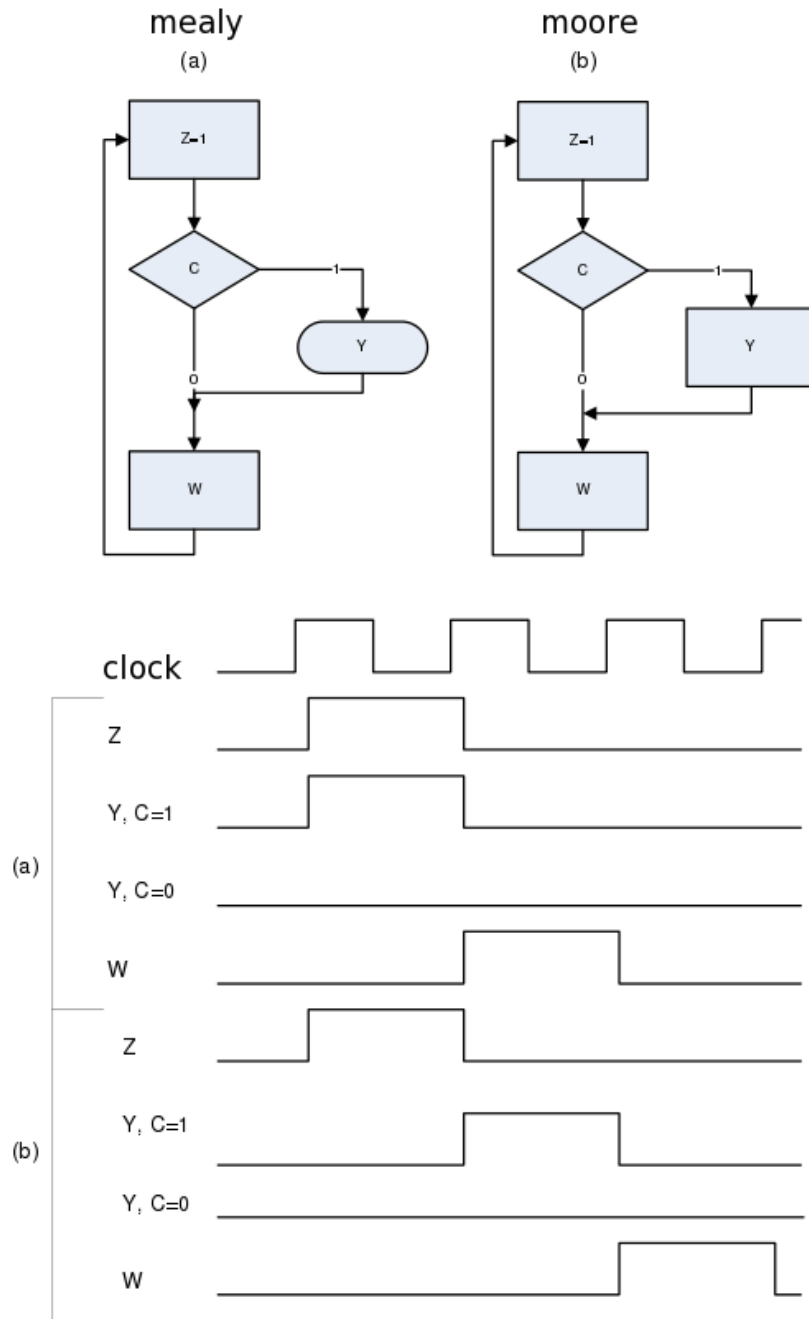 mealy
(a)
moore
(b)
Z=1
C
1
Y
0
W
Z=1
C
1
Y
0
W
clock
(a)
Z
Y, C=1
Y, C=0
W
(b)
Z
Y, C=1
Y, C=0
W